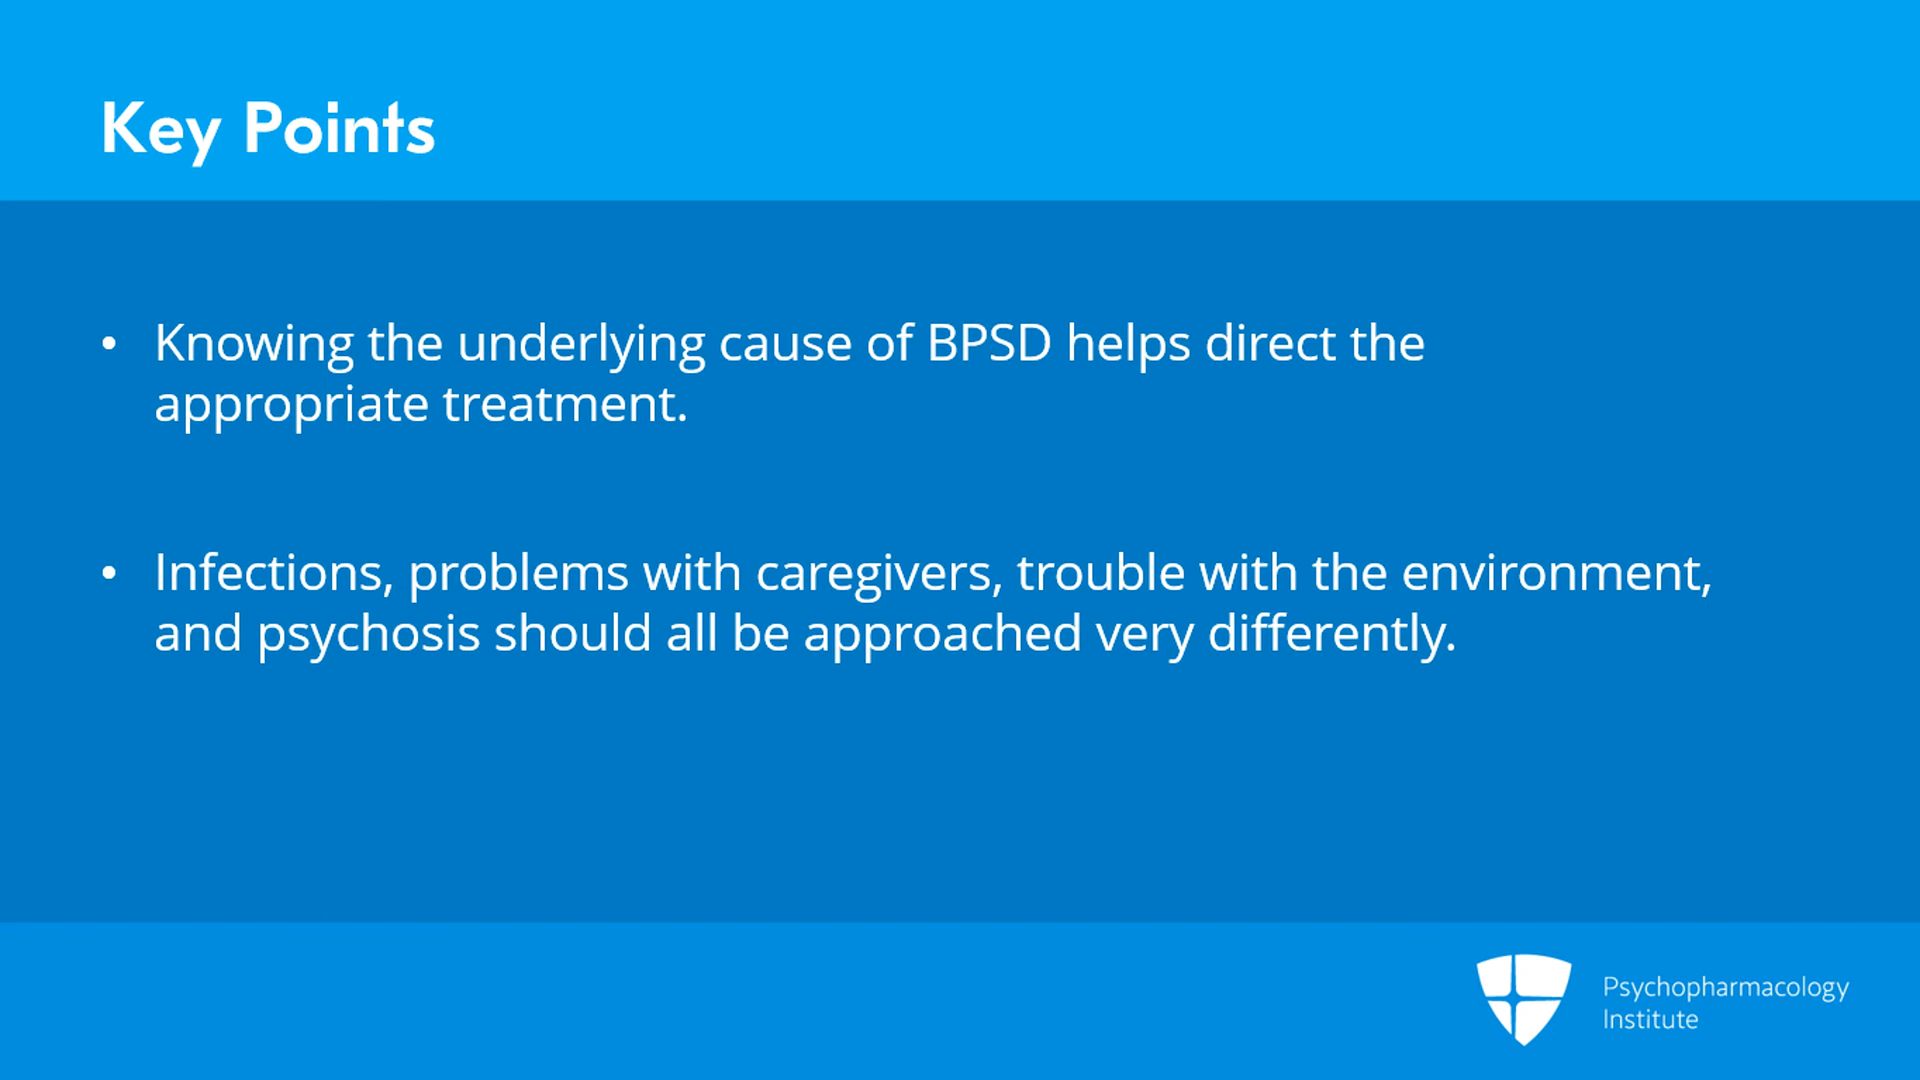 Key Points
• Knowing the underlying cause of BPSD helps direct the
appropriate treatment.
• Infections, problems with caregivers, trouble with the environment,
and psychosis should all be approached very differently.
Psychopharmacology
Institute